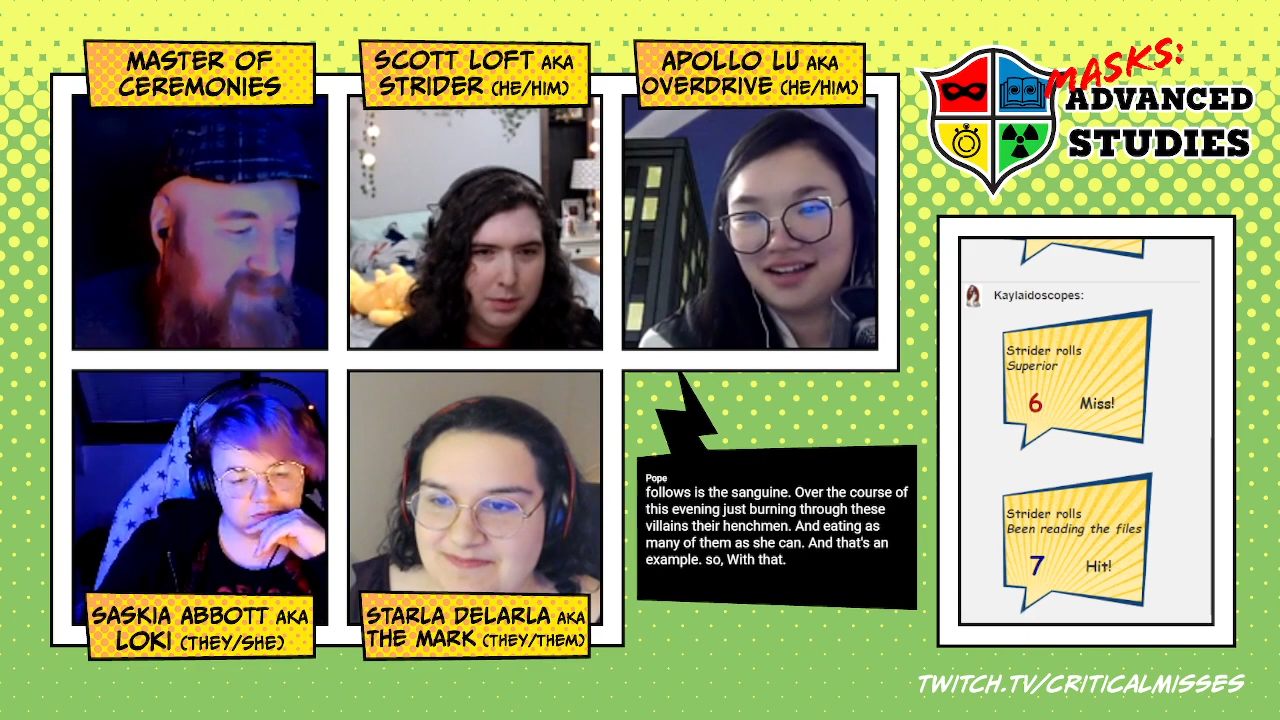 MASTER OF
CEREMONIES
SCOTT LOFT AKA
STRIDER (HE/HIM)
APOLLO LU AKA
OVERDRIVE (HE/HIM)
MASKS:
ADVANCED
STUDIES
Kaylaidoscopes:
Strider rolls
Superior
6 Miss!
Strider rolls
Been reading the files
7 Hit!
Pope
follows is the sanguine. Over the course of
this evening just burning through these
villains their henchmen. And eating as
many of them as she can. And that's an
example. so, With that.
SASKIA ABBOTT AKA
LOKI (THEY/SHE)
STARLA DELARLA AKA
THE MARK (THEY/THEM)
TWITCH.TV/CRITICALMISSES